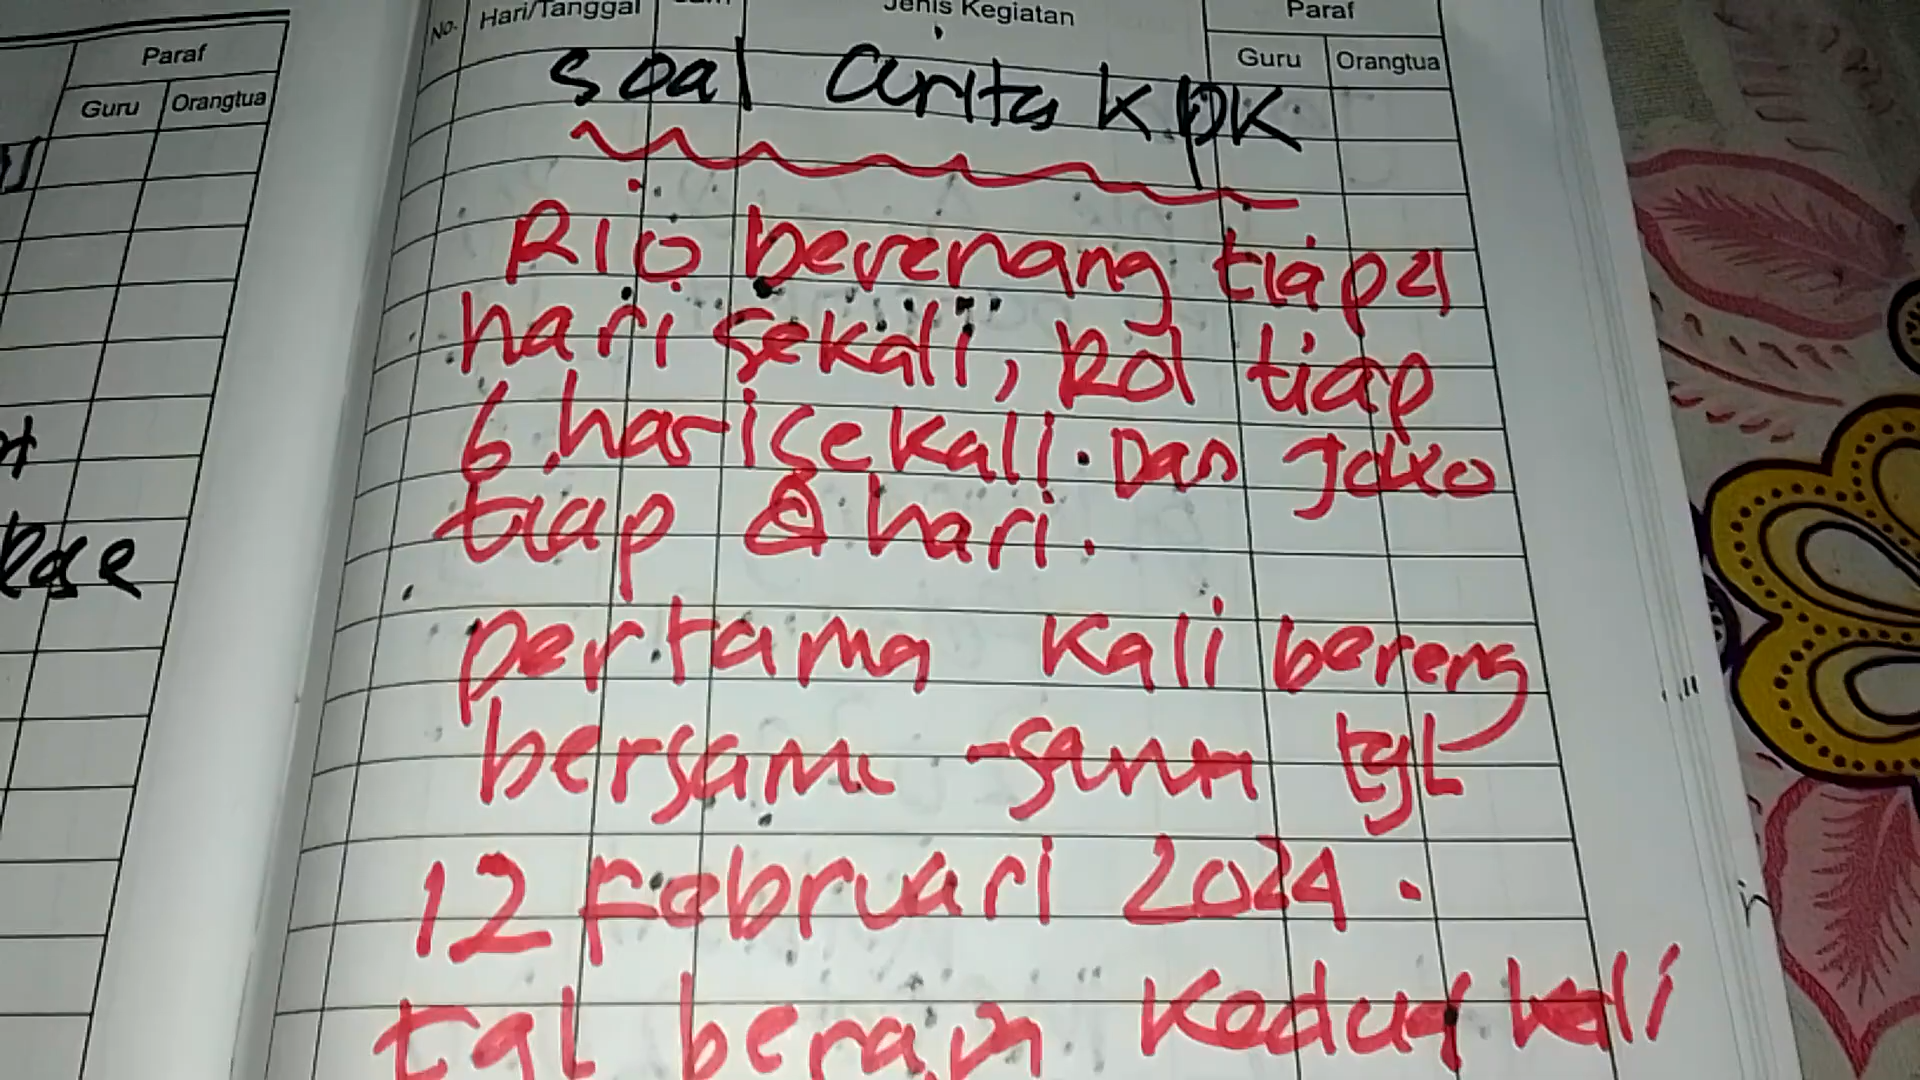 Paraf
Guru Orangtua
No. Hari/Tanggal Jam Jenis Kegiatan Paraf
Guru Orangtua
Soal Cerita KPK
Rio berenang tiap 4
hari sekali, Rol tiap
6 hari sekali. Dan Joko
tiap hari.
pertama kali bereng
bersama-sama tgl
12 Februari 2024.
tgl berapa kedua kali